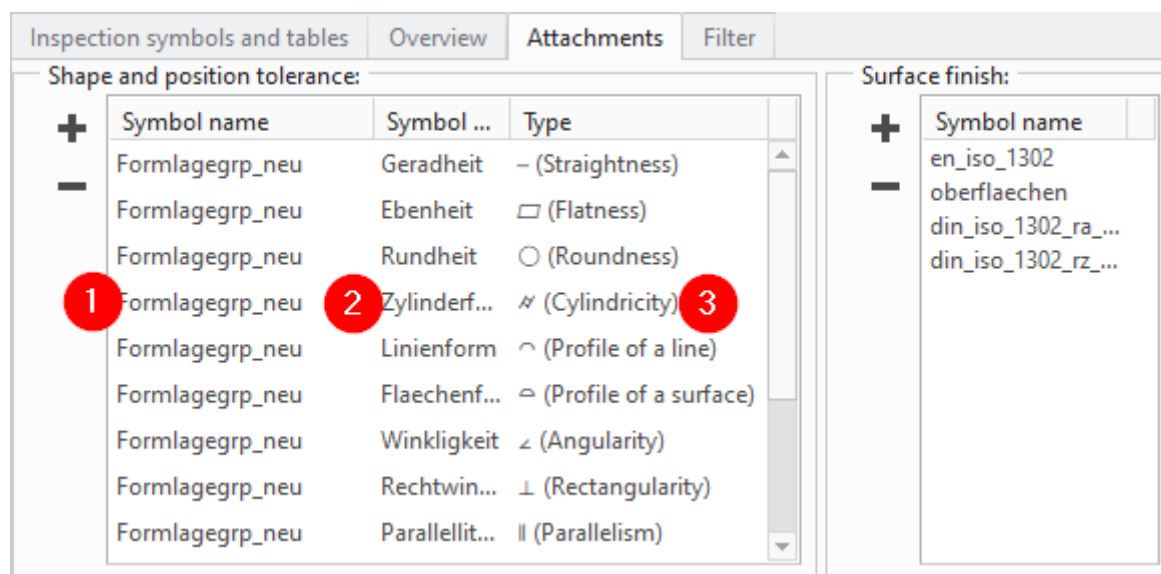 Inspection symbols and tables Overview Attachments Filter
Shape and position tolerance:
Symbol name Symbol ... Type
Formlagegrp_neu Geradheit – (Straightness)
Formlagegrp_neu Ebenheit ⏥ (Flatness)
Formlagegrp_neu Rundheit ○ (Roundness)
1 Formlagegrp_neu 2 Zylinderf... ⌭ (Cylindricity) 3
Formlagegrp_neu Linienform ⌒ (Profile of a line)
Formlagegrp_neu Flaechenf... ⌓ (Profile of a surface)
Formlagegrp_neu Winkligkeit ∠ (Angularity)
Formlagegrp_neu Rechtwin... ⊥ (Rectangularity)
Formlagegrp_neu Parallellit... ∥ (Parallelism)
Surface finish:
Symbol name
en_iso_1302
oberflaechen
din_iso_1302_ra_...
din_iso_1302_rz_...